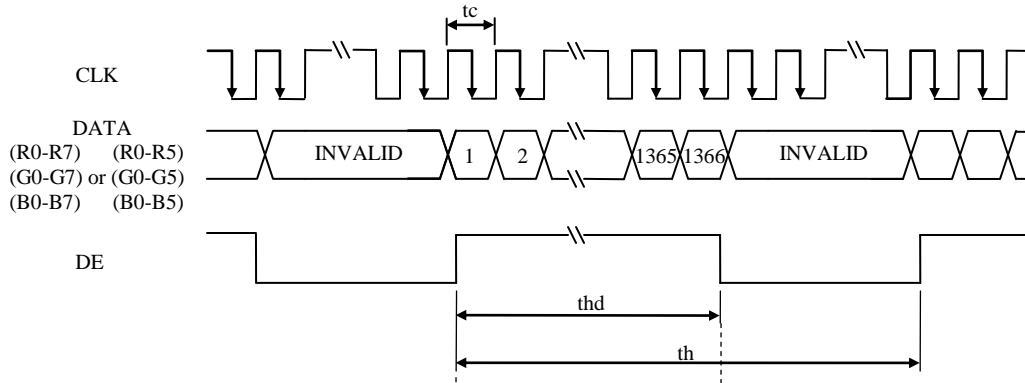 tc
CLK
DATA
(R0-R7) (R0-R5)
(G0-G7) or (G0-G5)
(B0-B7) (B0-B5)
INVALID 1 2 1365 1366 INVALID
DE
thd
th